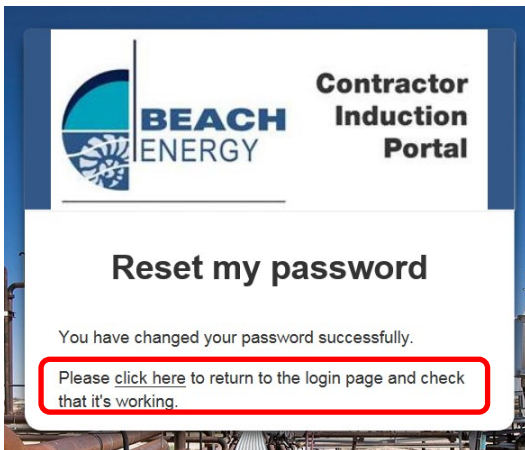 Contractor
Induction
Portal
BEACH
ENERGY
Reset my password
You have changed your password successfully.
Please click here to return to the login page and check
that it's working.